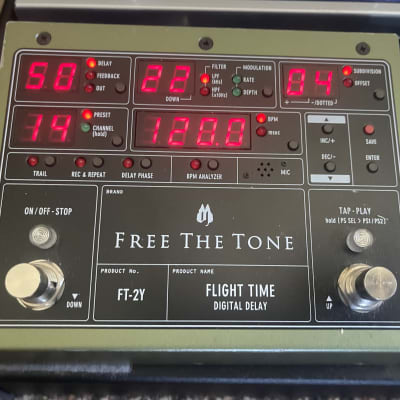 50
DELAY
FEEDBACK
OUT
22
DOWN
FILTER
LPF
(kHz)
HPF
(x10Hz)
MODULATION
RATE
DEPTH
04
+ -/DOTTED
SUBDIVISION
OFFSET
19
PRESET
CHANNEL
(hold)
120.0
BPM
msec
▲
INC/+
DEC/-
▼
SAVE
ENTER
TRAIL
REC & REPEAT
DELAY PHASE
BPM ANALYZER
MIC
ON/OFF - STOP
▼
DOWN
BRAND
FREE THE TONE
PRODUCT No.
FT-2Y
PRODUCT NAME
FLIGHT TIME
DIGITAL DELAY
TAP - PLAY
hold (PS SEL > PS1/PS2)
▲
UP